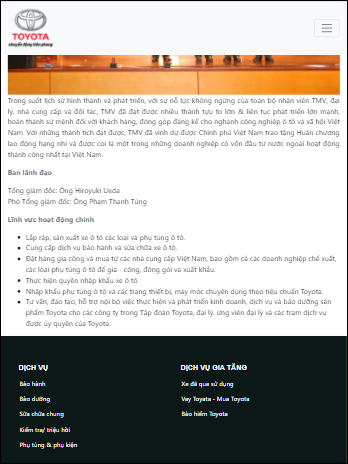 TOYOTA
chuyển động tiên phong
Trong suốt lịch sử hình thành và phát triển, với sự nỗ lực không ngừng của toàn bộ nhân viên TMV, đại
lý, nhà cung cấp và đối tác, TMV đã đạt được nhiều thành tựu to lớn & liên tục phát triển lớn mạnh,
hoàn thành sứ mệnh đối với khách hàng, đóng góp đáng kể cho nghành công nghiệp ô tô và xã hội Việt
Nam. Với những thành tích đạt được, TMV đã vinh dự được Chính phủ Việt Nam trao tặng Huân chương
lao động hạng nhì và được coi là một trong những doanh nghiệp có vốn đầu tư nước ngoài hoạt động
thành công nhất tại Việt Nam.
Ban lãnh đạo
Tổng giám đốc: Ông Hiroyuki Ueda
Phó Tổng giám đốc: Ông Phạm Thanh Tùng
Lĩnh vực hoạt động chính
Lắp ráp, sản xuất xe ô tô các loại và phụ tùng ô tô.
Cung cấp dịch vụ bảo hành và sửa chữa xe ô tô.
Đặt hàng gia công và mua từ các nhà cung cấp Việt Nam, bao gồm cả các doanh nghiệp chế xuất,
các loại phụ tùng ô tô để gia công, đóng gói và xuất khẩu.
Thực hiện quyền nhập khẩu xe ô tô
Nhập khẩu phụ tùng ô tô và các trang thiết bị, máy móc chuyên dụng theo tiêu chuẩn Toyota.
Tư vấn, đào tạo, hỗ trợ nội bộ việc thực hiện và phát triển kinh doanh, dịch vụ và bảo dưỡng sản
phẩm Toyota cho các công ty trong Tập đoàn Toyota, đại lý, ứng viên đại lý và các trạm dịch vụ
được ủy quyền của Toyota.
DỊCH VỤ
Bảo hành
Bảo dưỡng
Sửa chữa chung
Kiểm tra/ triệu hồi
Phụ tùng & phụ kiện
DỊCH VỤ GIA TĂNG
Xe đã qua sử dụng
Vay Toyota - Mua Toyota
Bảo hiểm Toyota